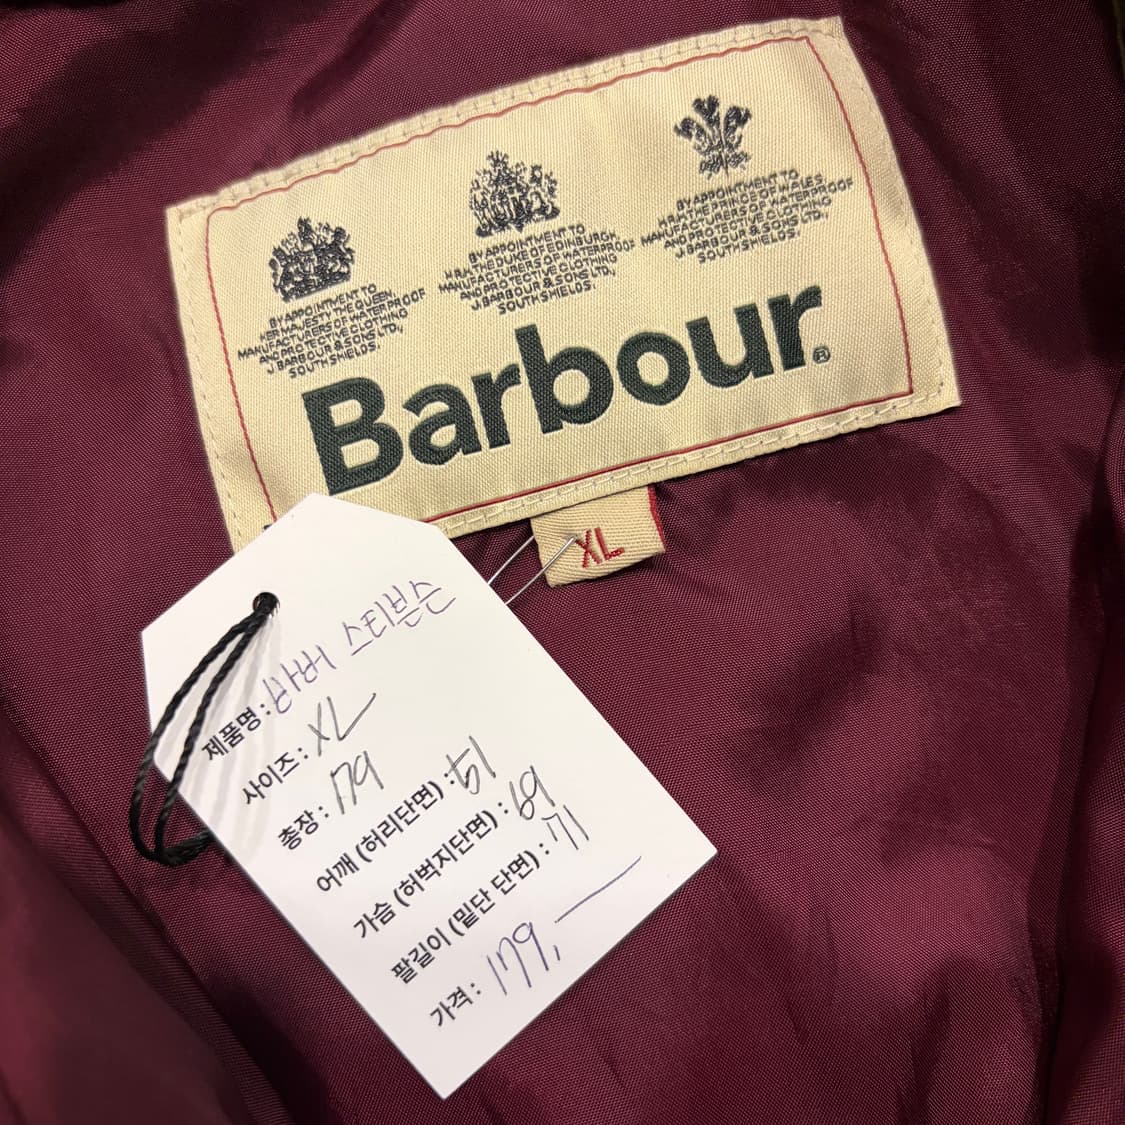 BY APPOINTMENT TO
HER MAJESTY THE QUEEN,
MANUFACTURERS OF WATERPROOF
AND PROTECTIVE CLOTHING
J. BARBOUR & SONS LTD.,
SOUTH SHIELDS.
BY APPOINTMENT TO
H.R.H. THE DUKE OF EDINBURGH,
MANUFACTURERS OF WATERPROOF
AND PROTECTIVE CLOTHING
J. BARBOUR & SONS LTD.,
SOUTH SHIELDS.
BY APPOINTMENT TO
H.R.H. THE PRINCE OF WALES,
MANUFACTURERS OF WATERPROOF
AND PROTECTIVE CLOTHING
J. BARBOUR & SONS LTD.,
SOUTH SHIELDS.
Barbour®
XL
제품명 : 바버 스티븐슨
사이즈 : XL
총장 : 179
어깨 (허리단면) : 51
가슴 (허벅지단면) : 69
팔길이 (밑단 단면) : 71
가격 : 179,—